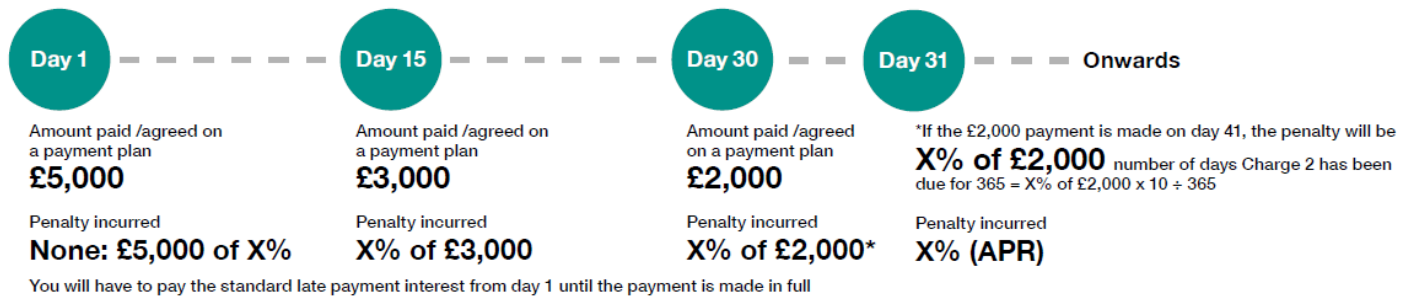 Day 1
Day 15
Day 30
Day 31
Onwards
Amount paid /agreed on
a payment plan
£5,000
Penalty incurred
None: £5,000 of X%
Amount paid /agreed on
a payment plan
£3,000
Penalty incurred
X% of £3,000
Amount paid /agreed
on a payment plan
£2,000
Penalty incurred
X% of £2,000*
*If the £2,000 payment is made on day 41, the penalty will be
X% of £2,000 number of days Charge 2 has been
due for 365 = X% of £2,000 x 10 ÷ 365
Penalty incurred
X% (APR)
You will have to pay the standard late payment interest from day 1 until the payment is made in full